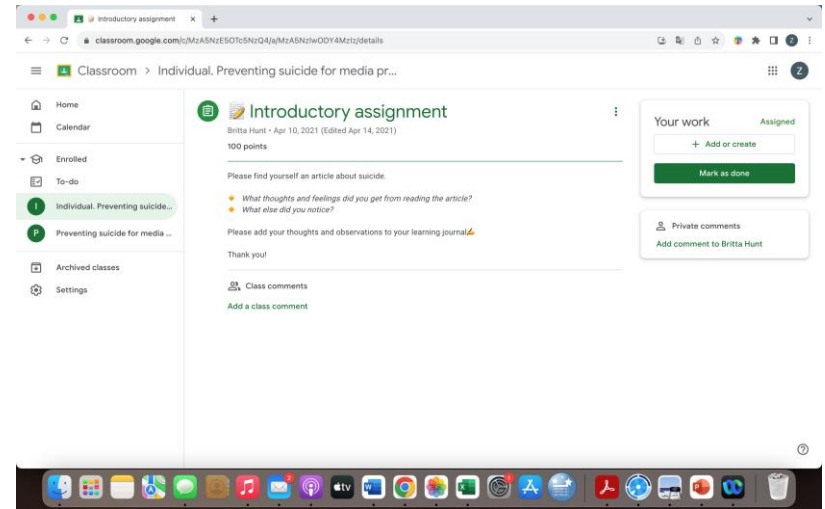 Introductory assignment
classroom.google.com/c/MzA5NzE5OTc5NzQ4/a/MzA5NzIwODY4MzIz/details
Z
Classroom > Individual. Preventing suicide for media pr...
Z
Home
Calendar
Enrolled
To-do
I Individual. Preventing suicide...
P Preventing suicide for media ...
Archived classes
Settings
Introductory assignment
Britta Hunt • Apr 10, 2021 (Edited Apr 14, 2021)
100 points
Please find yourself an article about suicide.
What thoughts and feelings did you get from reading the article?
What else did you notice?
Please add your thoughts and observations to your learning journal
Thank you!
Class comments
Add a class comment
Your work Assigned
+ Add or create
Mark as done
Private comments
Add comment to Britta Hunt
tv